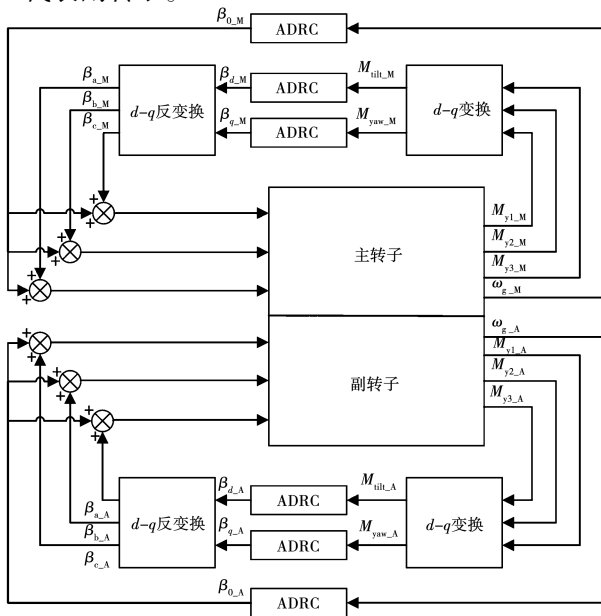 β0_M
ADRC
βa_M
βb_M
βc_M
d-q反变换
βd_M
ADRC
Mtilt_M
βq_M
ADRC
Myaw_M
d-q变换
+
+
+
+
+
+
主转子
My1_M
My2_M
My3_M
ωg_M
副转子
ωg_A
My1_A
My2_A
My3_A
+
+
+
+
+
+
βa_A
βb_A
βc_A
d-q反变换
βd_A
ADRC
Mtilt_A
βq_A
ADRC
Myaw_A
d-q变换
β0_A
ADRC